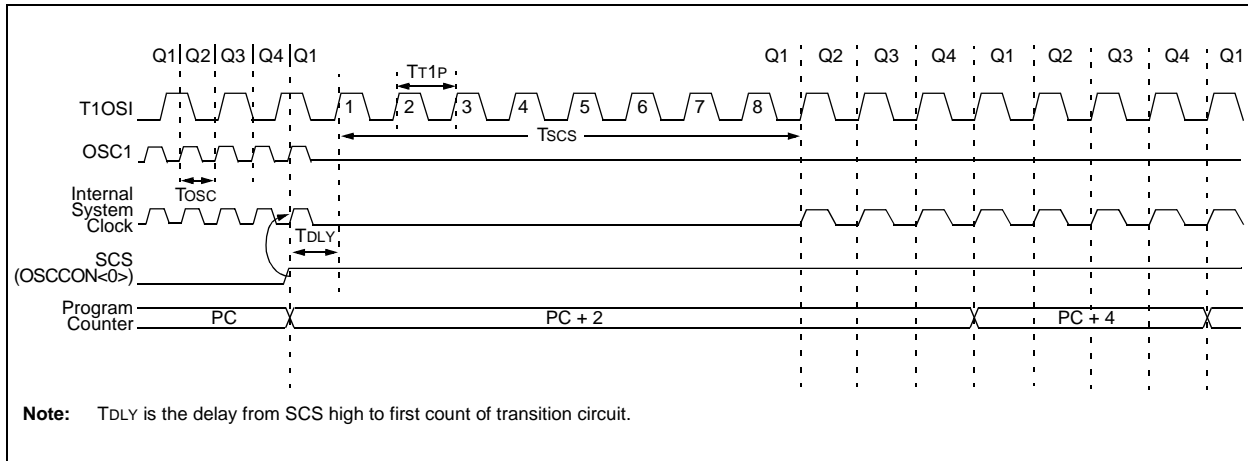 Q1 Q2 Q3 Q4 Q1 Q1 Q2 Q3 Q4 Q1 Q2 Q3 Q4 Q1
TT1P
T1OSI 1 2 3 4 5 6 7 8
TSCS
OSC1
TOSC
Internal
System
Clock
TDLY
SCS
(OSCCON<0>)
Program
Counter
PC PC + 2 PC + 4
Note: TDLY is the delay from SCS high to first count of transition circuit.